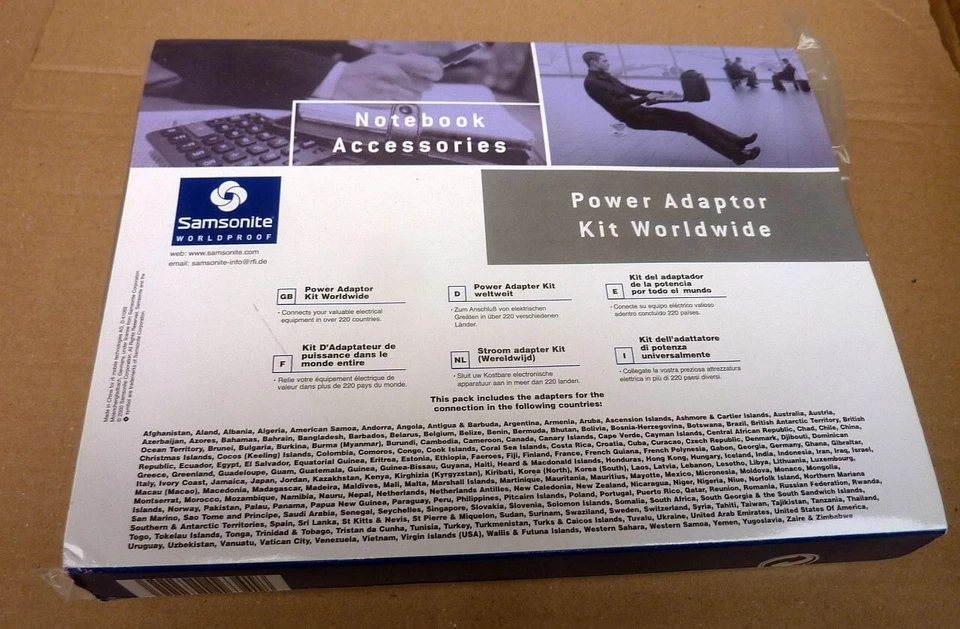 Notebook
Accessories
Samsonite
WORLDPROOF
web: www.samsonite.com
email: samsonite-info@rfi.de
Power Adaptor
Kit Worldwide
GB
Power Adaptor
Kit Worldwide
- Connects your valuable electrical
equipment in over 220 countries.
D
Power Adapter Kit
weltweit
- Zum Anschluß von elektrischen
Greäten in über 220 verschiedenen
Länder.
E
Kit del adaptador
de la potencia
por todo el mundo
- Conecte su equipo eléctrico valioso
adentro concluído 220 países.
F
Kit D'Adaptateur de
puissance dans le
monde entire
- Relie votre équipement électrique de
valeur dans plus de 220 pays du monde.
NL
Stroom adapter Kit
(Wereldwijd)
- Sluit uw Kostbare electronische
apparatuur aan in meer dan 220 landen.
I
Kit dell'adattatore
di potenza
universalmente
- Collegate la vostra preziosa attrezzatura
elettrica in più di 220 paesi diversi.
This pack includes the adapters for the
connection in the following countries:
Afghanistan, Aland, Albania, Algeria, American Samoa, Andorra, Angola, Antigua & Barbuda, Argentina, Armenia, Aruba, Ascension Islands, Ashmore & Cartier Islands, Australia, Austria,
Azerbaijan, Azores, Bahamas, Bahrain, Bangladesh, Barbados, Belarus, Belgium, Belize, Benin, Bermuda, Bhutan, Bolivia, Bosnia-Herzegovina, Botswana, Brazil, British Antarctic Territory, British
Ocean Territory, Brunei, Bulgaria, Burkina, Burma (Myanmar), Burundi, Cambodia, Cameroon, Canada, Canary Islands, Cape Verde, Cayman Islands, Central African Republic, Chad, Chile, China,
Christmas Islands, Cocos (Keeling) Islands, Colombia, Comoros, Congo, Cook Islands, Coral Sea Islands, Costa Rica, Croatia, Cuba, Curacao, Czech Republic, Denmark, Djibouti, Dominican
Republic, Ecuador, Egypt, El Salvador, Equatorial Guinea, Eritrea, Estonia, Ethiopia, Faeroes, Fiji, Finland, France, French Guiana, French Polynesia, Gabon, Georgia, Germany, Ghana, Gibraltar,
Greece, Greenland, Guadeloupe, Guam, Guatemala, Guinea, Guinea-Bissau, Guyana, Haiti, Heard & Mcdonald Islands, Honduras, Hong Kong, Hungary, Iceland, India, Indonesia, Iran, Iraq, Israel,
Italy, Ivory Coast, Jamaica, Japan, Jordan, Kazakhstan, Kenya, Kirghizia (Kyrgyzstan), Kiribati, Korea (North), Korea (South), Laos, Latvia, Lebanon, Lesotho, Libya, Lithuania, Luxembourg,
Macau (Macao), Macedonia, Madagascar, Madeira, Maldives, Mali, Malta, Marshall Islands, Martinique, Mauritania, Mauritius, Mayotte, Mexico, Micronesia, Moldova, Monaco, Mongolia,
Montserrat, Morocco, Mozambique, Namibia, Nauru, Nepal, Netherlands, Netherlands Antilles, New Caledonia, New Zealand, Nicaragua, Niger, Nigeria, Niue, Norfolk Island, Northern Mariana
Islands, Norway, Pakistan, Palau, Panama, Papua New Guinea, Paraguay, Peru, Philippines, Pitcairn Islands, Poland, Portugal, Puerto Rico, Qatar, Reunion, Romania, Russian Federation, Rwanda,
San Marino, Sao Tome and Principe, Saudi Arabia, Senegal, Seychelles, Singapore, Slovakia, Slovenia, Solomon Islands, Somalia, South Africa, South Georgia & the South Sandwich Islands,
Southern & Antarctic Territories, Spain, Sri Lanka, St Kitts & Nevis, St Pierre & Miquelon, Sudan, Surinam, Swaziland, Sweden, Switzerland, Syria, Tahiti, Taiwan, Tajikistan, Tanzania, Thailand,
Togo, Tokelau Islands, Tonga, Trinidad & Tobago, Tristan da Cunha, Tunisia, Turkey, Turkmenistan, Turks & Caicos Islands, Tuvalu, Ukraine, United Arab Emirates, United States Of America,
Uruguay, Uzbekistan, Vanuatu, Vatican City, Venezuela, Vietnam, Virgin Islands (USA), Wallis & Futuna Islands, Western Sahara, Western Samoa, Yemen, Yugoslavia, Zaire & Zimbabwe